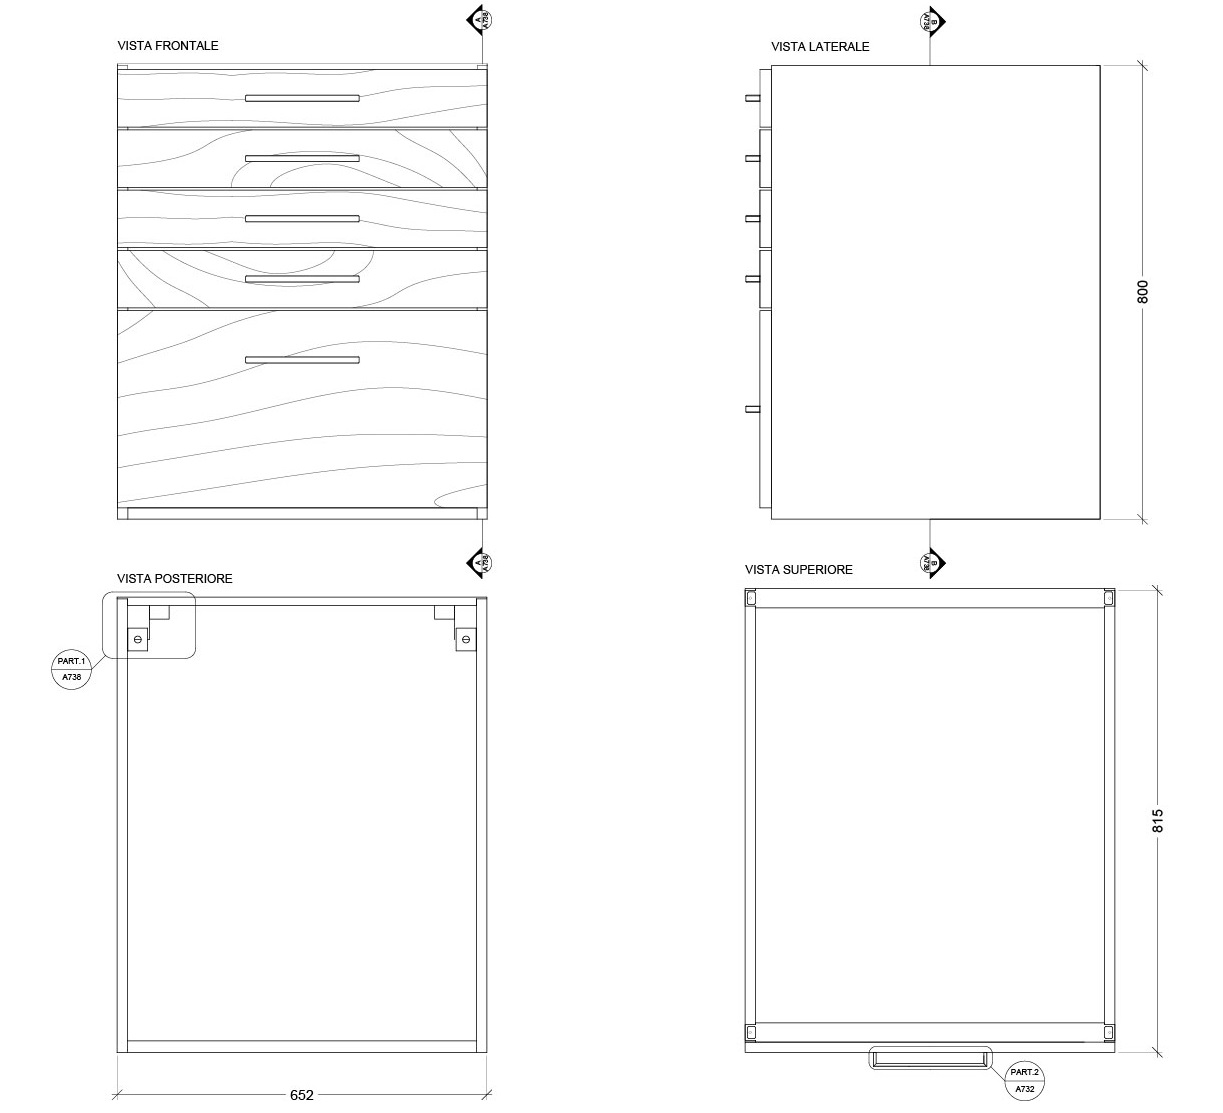 A
A738
B
A738
VISTA FRONTALE
VISTA LATERALE
800
A
A738
B
A738
VISTA POSTERIORE
VISTA SUPERIORE
PART.1
A738
815
PART.2
A732
652